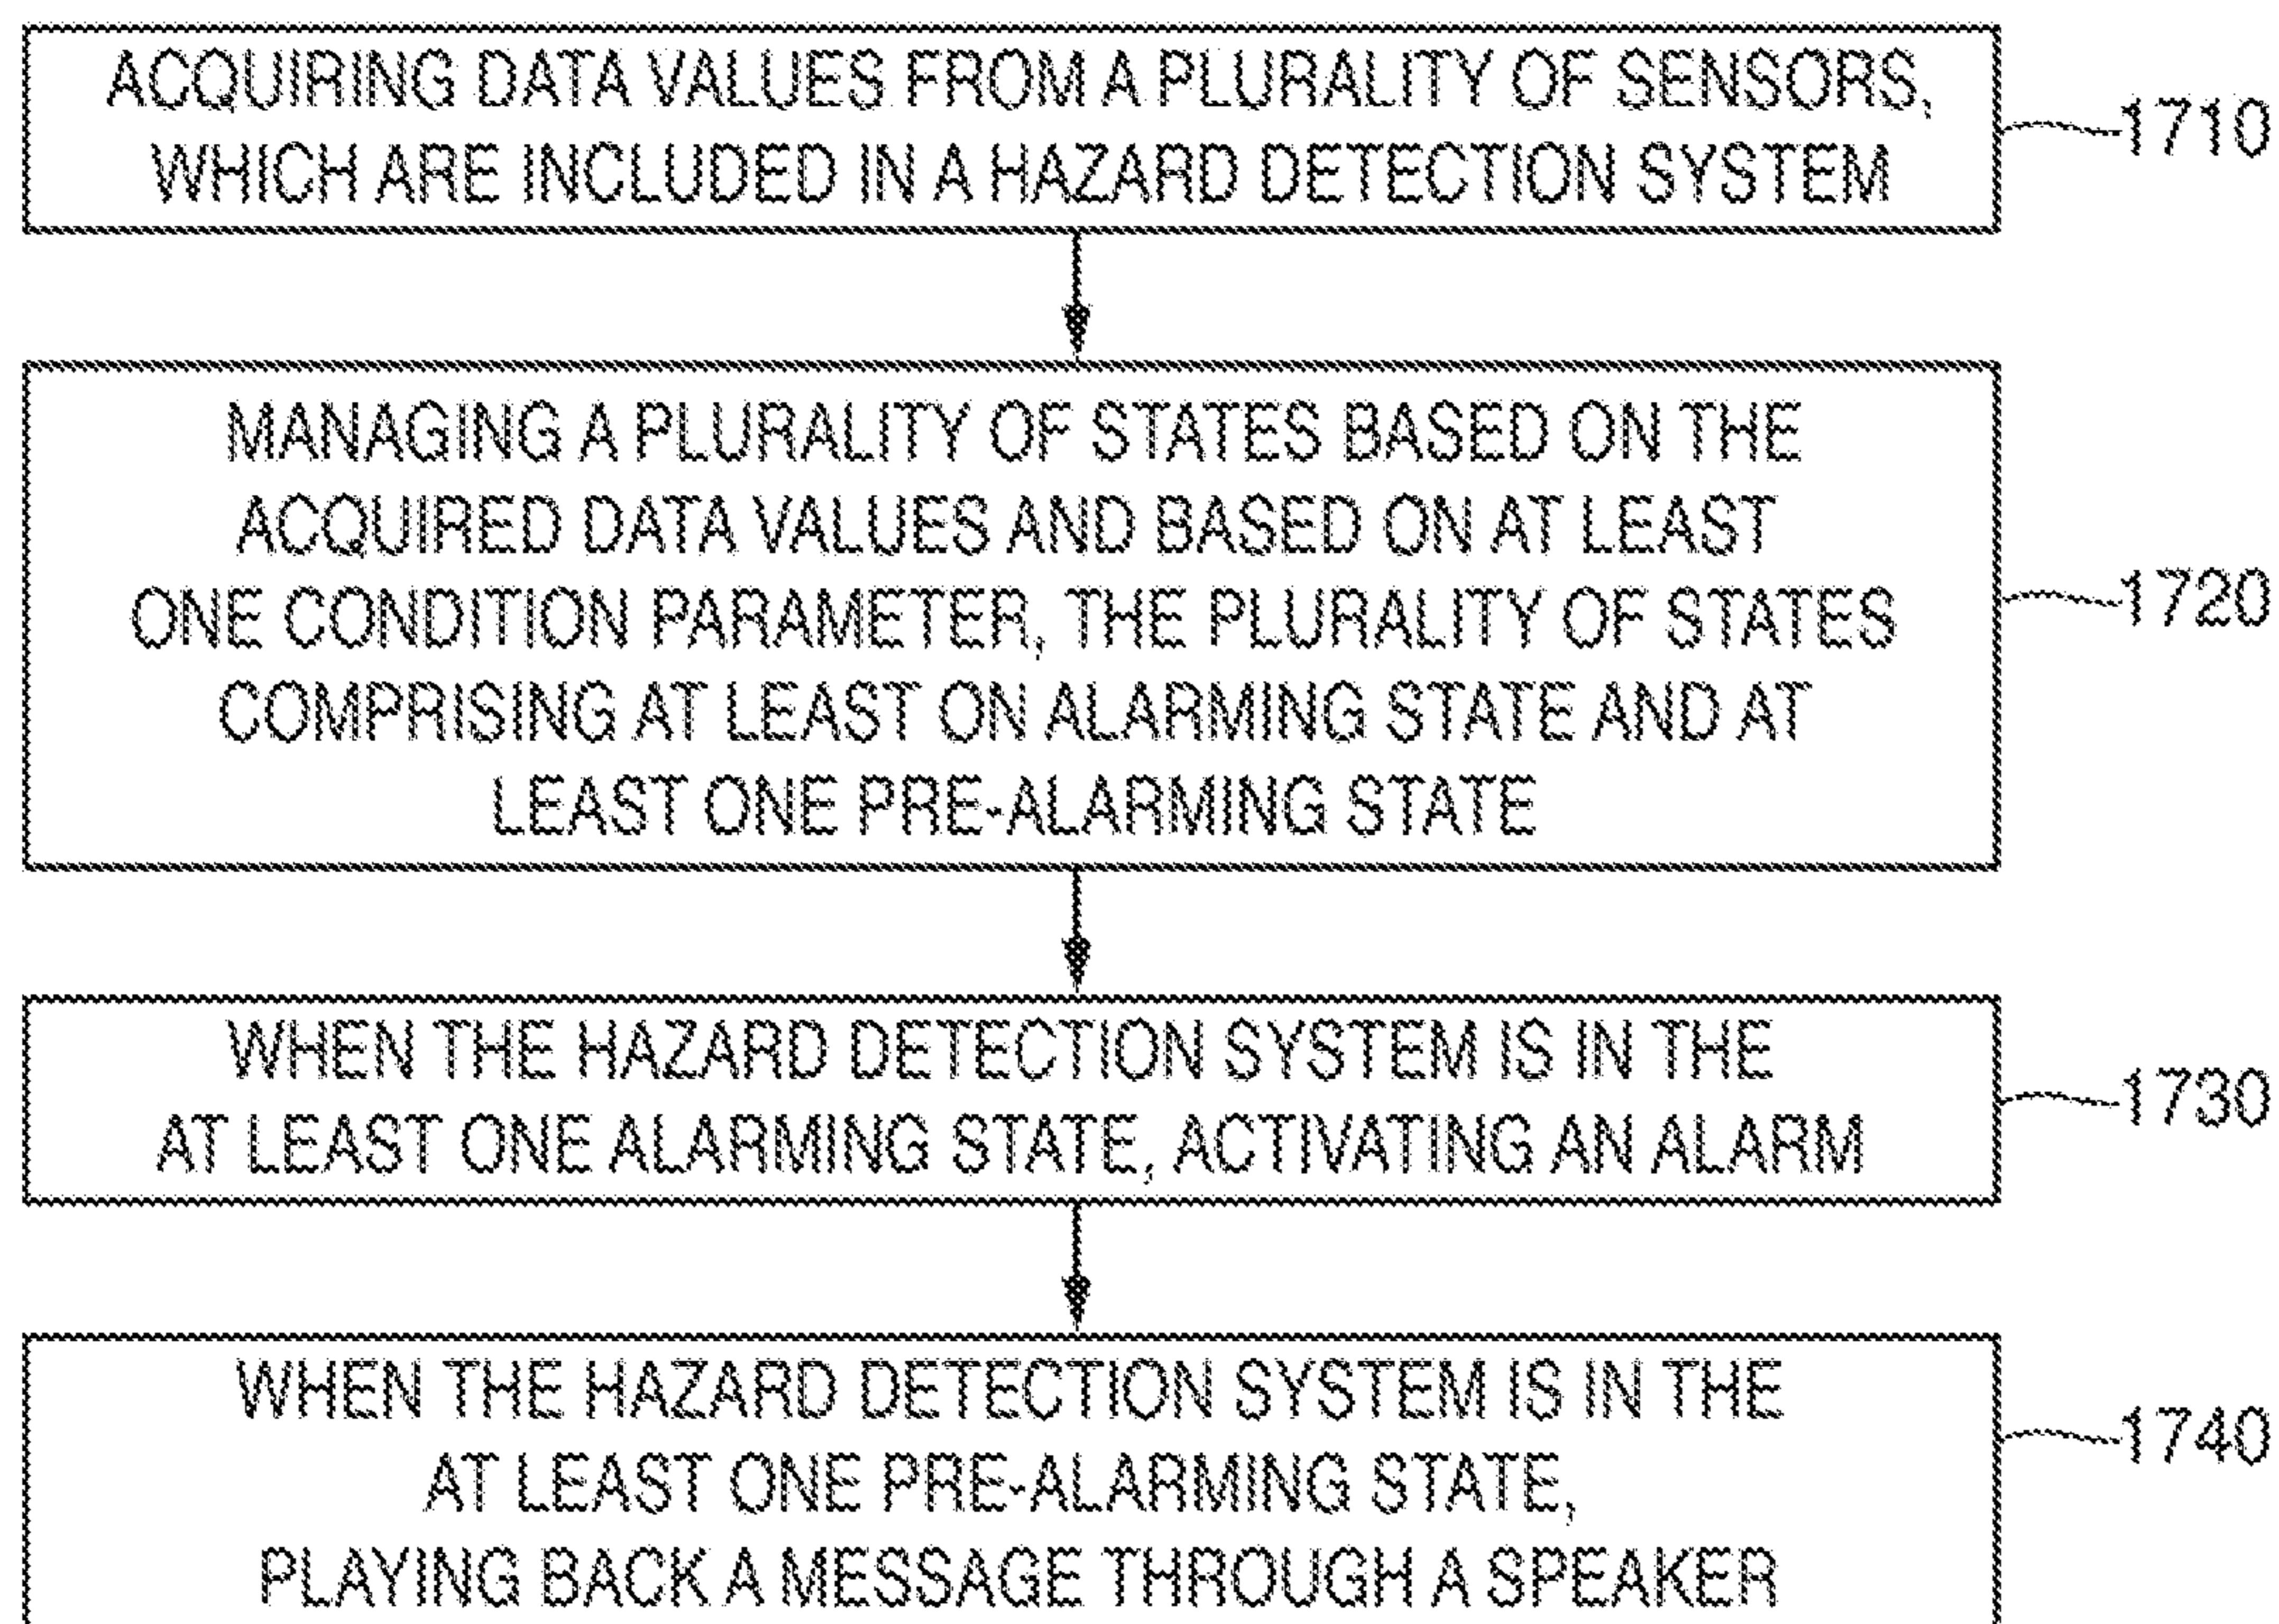 ACQUIRING DATA VALUES FROM A PLURALITY OF SENSORS,
WHICH ARE INCLUDED IN A HAZARD DETECTION SYSTEM
1710
MANAGING A PLURALITY OF STATES BASED ON THE
ACQUIRED DATA VALUES AND BASED ON AT LEAST
ONE CONDITION PARAMETER, THE PLURALITY OF STATES
COMPRISING AT LEAST ON ALARMING STATE AND AT
LEAST ONE PRE-ALARMING STATE
1720
WHEN THE HAZARD DETECTION SYSTEM IS IN THE
AT LEAST ONE ALARMING STATE, ACTIVATING AN ALARM
1730
WHEN THE HAZARD DETECTION SYSTEM IS IN THE
AT LEAST ONE PRE-ALARMING STATE,
PLAYING BACK A MESSAGE THROUGH A SPEAKER
1740